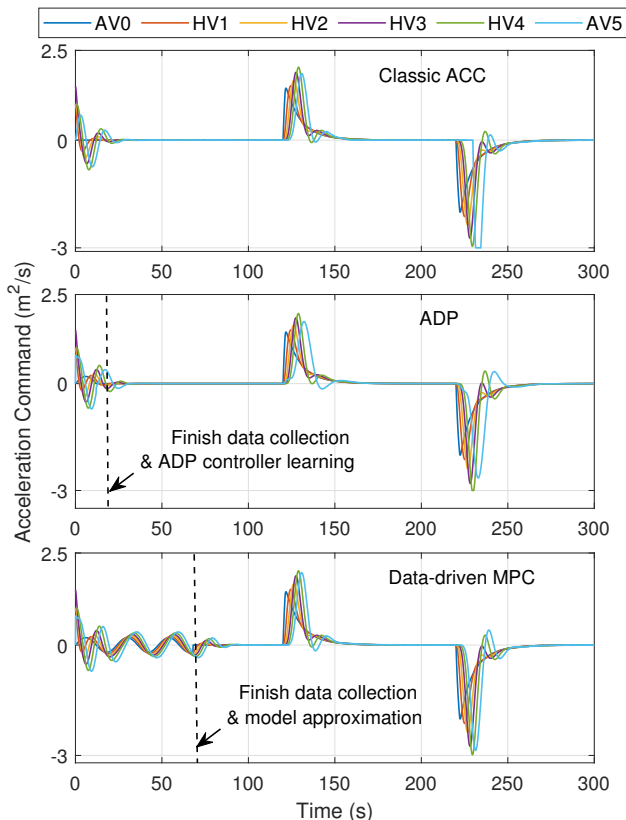 AV0 HV1 HV2 HV3 HV4 AV5
2.5
Classic ACC
0
-3
0 50 100 150 200 250 300
2.5
ADP
0
Finish data collection
& ADP controller learning
-3
0 50 100 150 200 250 300
2.5
Data-driven MPC
0
Finish data collection
& model approximation
-3
0 50 100 150 200 250 300
Time (s)
Acceleration Command (m²/s)